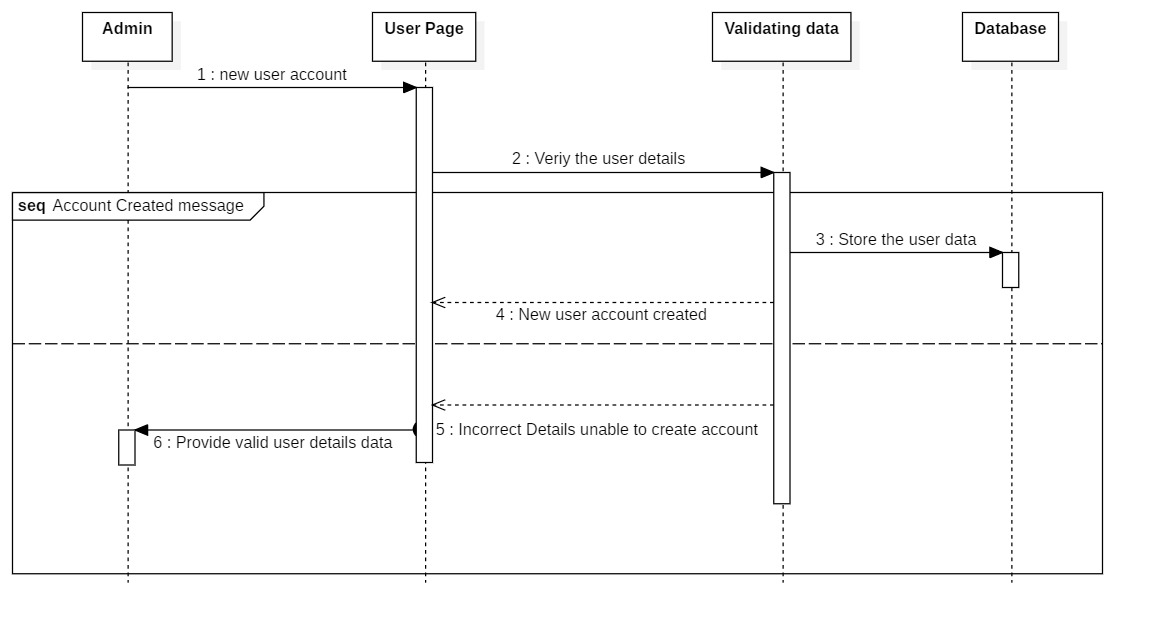 Admin
User Page
Validating data
Database
1 : new user account
2 : Veriy the user details
seq Account Created message
3 : Store the user data
4 : New user account created
5 : Incorrect Details unable to create account
6 : Provide valid user details data